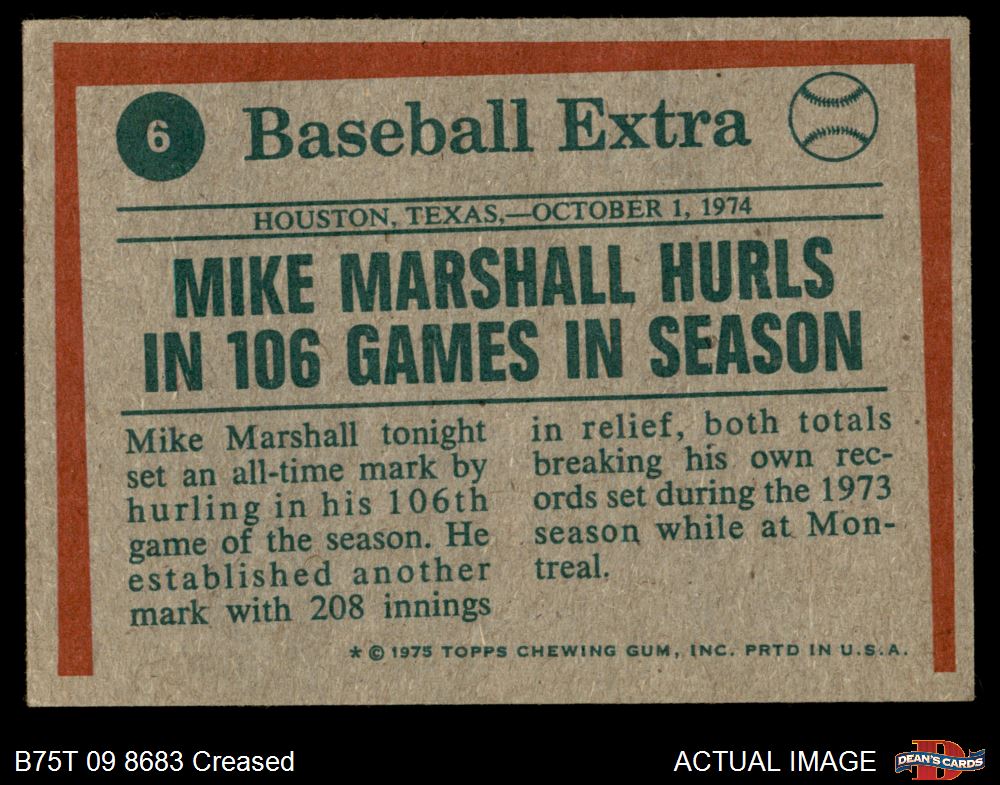 6
Baseball Extra
HOUSTON, TEXAS,—OCTOBER 1, 1974
MIKE MARSHALL HURLS
IN 106 GAMES IN SEASON
Mike Marshall tonight
set an all-time mark by
hurling in his 106th
game of the season. He
established another
mark with 208 innings
in relief, both totals
breaking his own rec-
ords set during the 1973
season while at Mon-
treal.
* © 1975 TOPPS CHEWING GUM, INC. PRTD IN U.S.A.
B75T 09 8683 Creased
ACTUAL IMAGE
D
DEAN'S CARDS